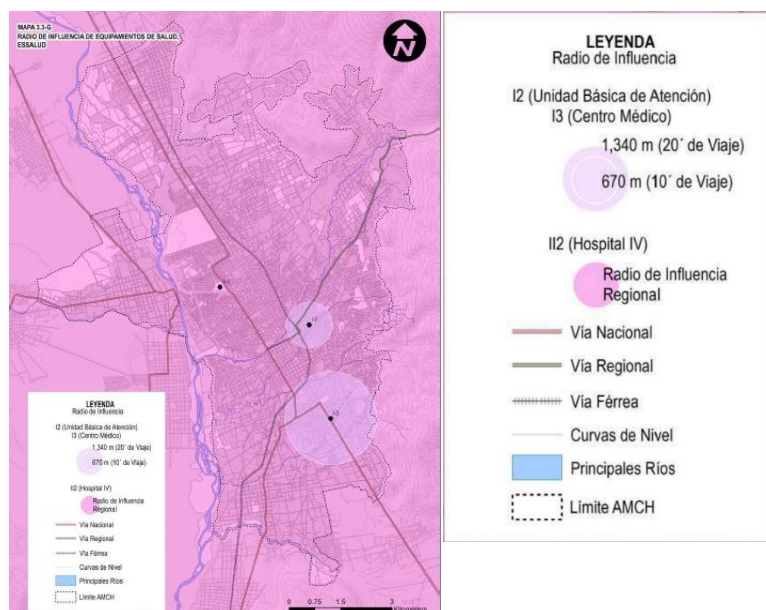 MAPA 3.3-G
RADIO DE INFLUENCIA DE EQUIPAMIENTOS DE SALUD,
ESSALUD
N
I2
I3
LEYENDA
Radio de Influencia
I2 (Unidad Básica de Atención)
I3 (Centro Médico)
1,340 m (20´ de Viaje)
670 m (10´ de Viaje)
II2 (Hospital IV)
Radio de Influencia
Regional
Vía Nacional
Vía Regional
Vía Férrea
Curvas de Nivel
Principales Ríos
Límite AMCH
0 0.75 1.5 3
Kilometers
LEYENDA
Radio de Influencia
I2 (Unidad Básica de Atención)
I3 (Centro Médico)
1,340 m (20´ de Viaje)
670 m (10´ de Viaje)
II2 (Hospital IV)
Radio de Influencia
Regional
Vía Nacional
Vía Regional
Vía Férrea
Curvas de Nivel
Principales Ríos
Límite AMCH